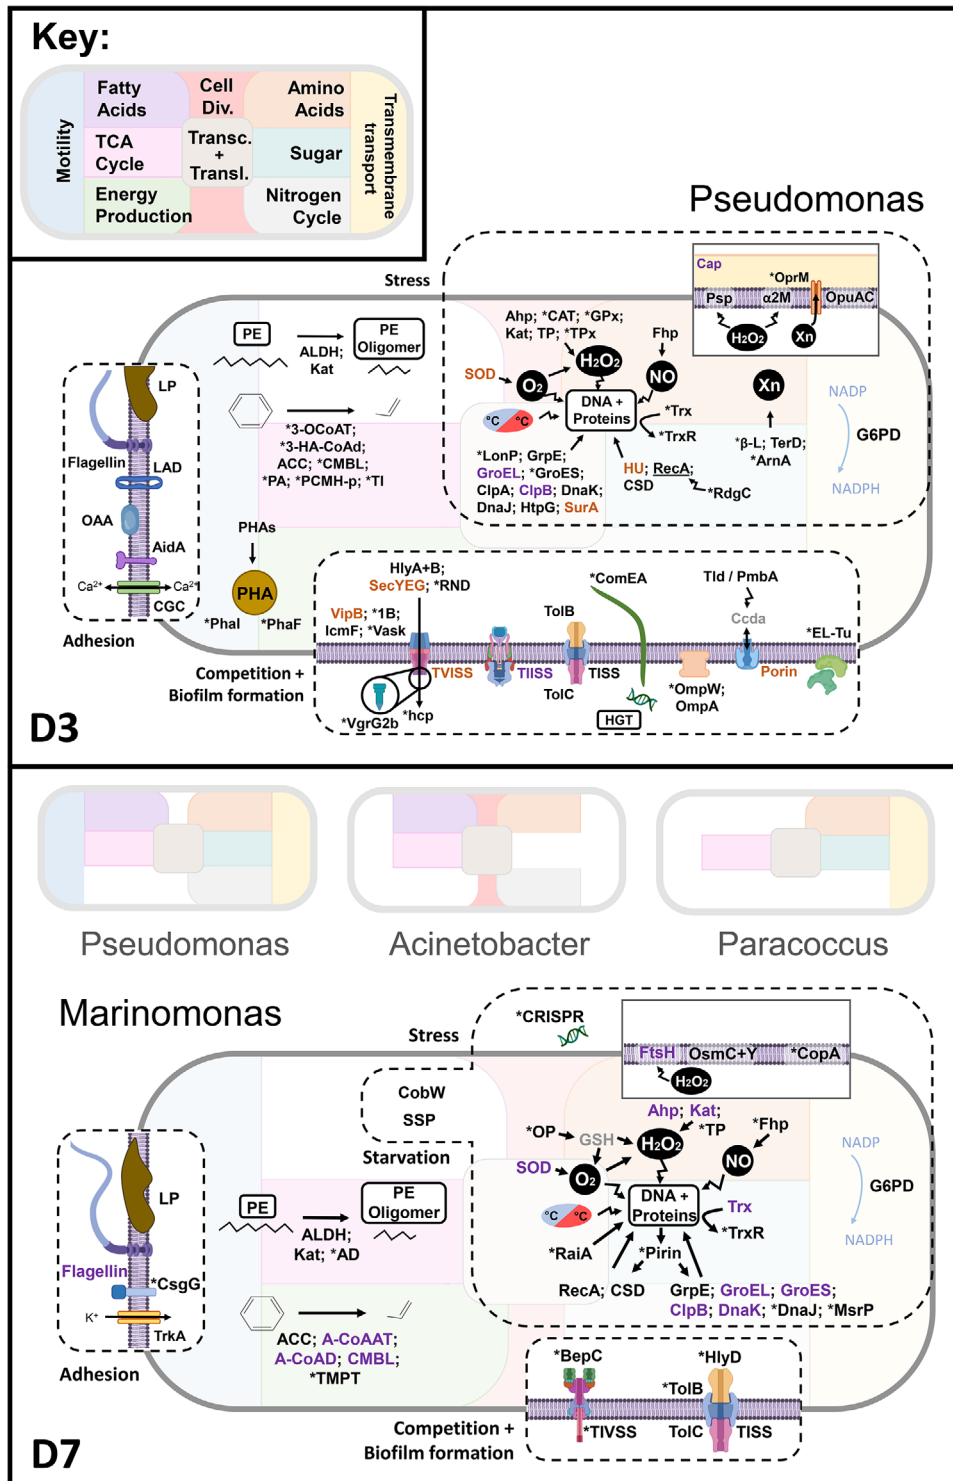 Key:
Motility
Fatty
Acids
Cell
Div.
Amino
Acids
TCA
Cycle
Transc.
+
Transl.
Sugar
Energy
Production
Nitrogen
Cycle
Transmembrane
transport
Pseudomonas
Stress
Cap
*OprM
Psp
α2M
OpuAC
H₂O₂
Xn
PE
ALDH;
Kat
PE
Oligomer
Ahp; *CAT; *GPx;
Kat; TP; *TPx
Fhp
SOD
O₂
H₂O₂
NO
Xn
DNA +
Proteins
°C
°C
*Trx
*TrxR
*β-L; TerD;
*ArnA
NADP
G6PD
NADPH
*3-OCoAT;
*3-HA-CoAd;
ACC; *CMBL;
*PA; *PCMH-p; *TI
*LonP; GrpE;
GroEL; *GroES;
ClpA; ClpB; DnaK;
DnaJ; HtpG; SurA
HU; RecA;
CSD
*RdgC
LP
Flagellin
LAD
OAA
AidA
Ca²⁺
Ca²⁺
CGC
Adhesion
PHAs
PHA
*PhaI
*PhaF
HlyA+B;
SecYEG; *RND
VipB; *1B;
IcmF; *Vask
TVISS
TIISS
TolB
TISS
TolC
*VgrG2b
*hcp
*ComEA
HGT
*OmpW;
OmpA
Tld / PmbA
Ccda
Porin
*EL-Tu
Competition +
Biofilm formation
D3
Pseudomonas
Acinetobacter
Paracoccus
Marinomonas
Stress
*CRISPR
FtsH
OsmC+Y
*CopA
H₂O₂
CobW
SSP
Starvation
Ahp; Kat;
*TP
*OP
GSH
H₂O₂
*Fhp
SOD
O₂
NO
DNA +
Proteins
°C
°C
Trx
*TrxR
*RaiA
*Pirin
RecA; CSD
GrpE; GroEL; GroES;
ClpB; DnaK; *DnaJ; *MsrP
NADP
G6PD
NADPH
PE
ALDH;
Kat; *AD
PE
Oligomer
ACC; A-CoAAT;
A-CoAD; CMBL;
*TMPT
LP
Flagellin
*CsgG
K⁺
TrkA
Adhesion
*BepC
*TIVSS
*HlyD
*TolB
TolC
TISS
Competition +
Biofilm formation
D7